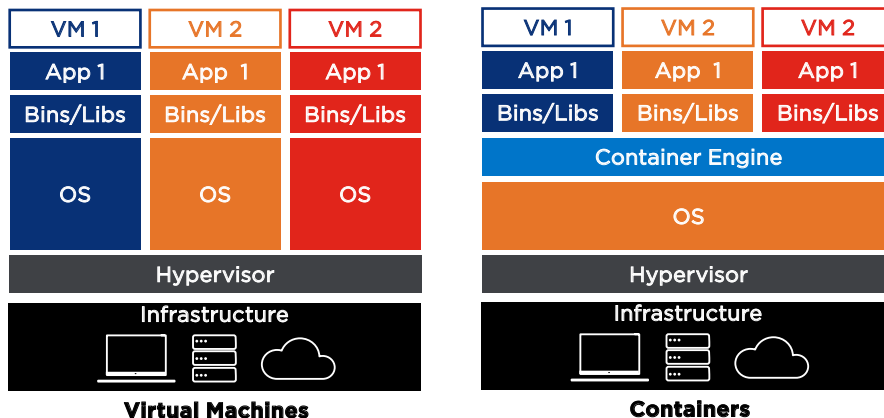 VM 1 VM 2 VM 2
App 1 App 1 App 1
Bins/Libs Bins/Libs Bins/Libs
OS OS OS
Hypervisor
Infrastructure
Virtual Machines
VM 1 VM 2 VM 2
App 1 App 1 App 1
Bins/Libs Bins/Libs Bins/Libs
Container Engine
OS
Hypervisor
Infrastructure
Containers